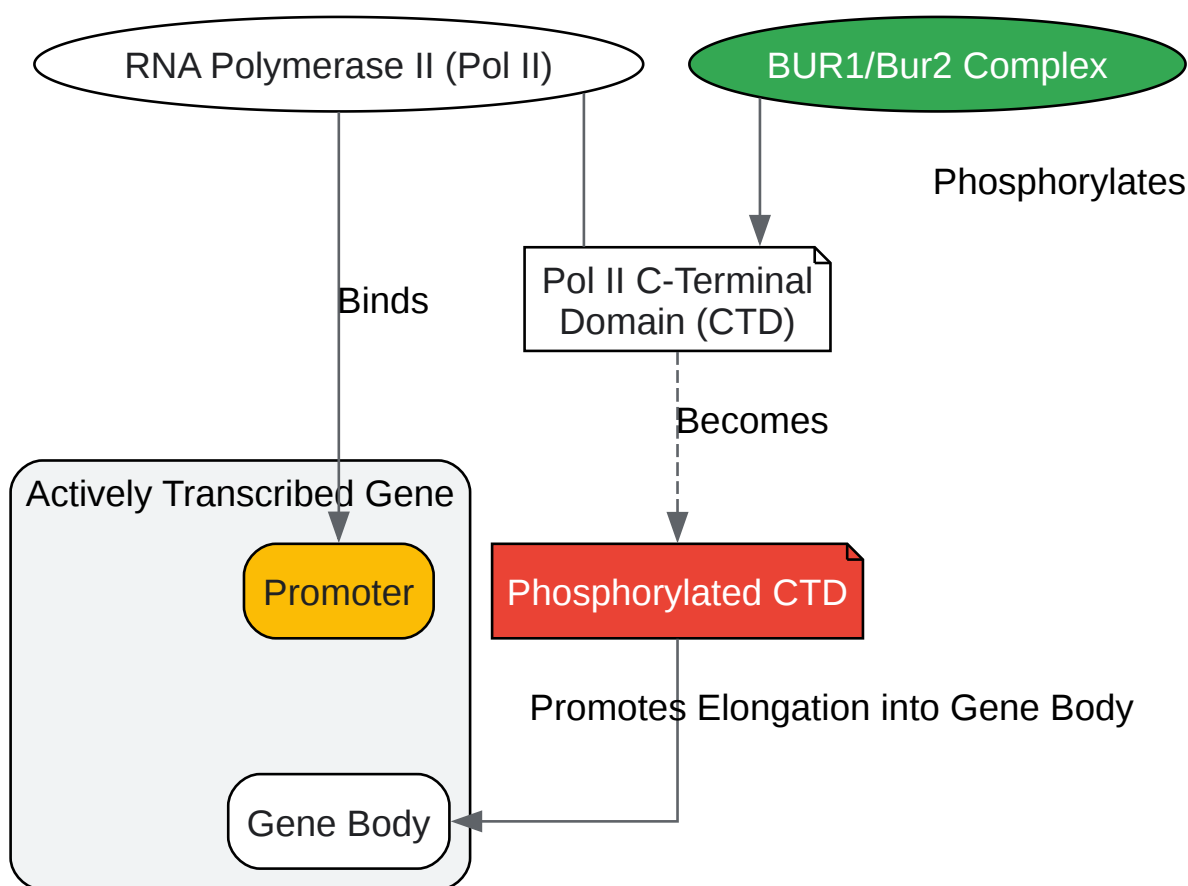 RNA Polymerase II (Pol II)
BUR1/Bur2 Complex
Phosphorylates
Pol II C-Terminal
Domain (CTD)
Binds
Becomes
Actively Transcribed Gene
Promoter
Phosphorylated CTD
Promotes Elongation into Gene Body
Gene Body